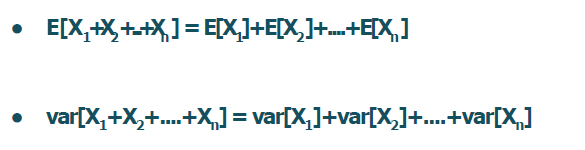 • E[X₁+X₂+...+Xₙ] = E[X₁]+E[X₂]+....+E[Xₙ]
• var[X₁+X₂+....+Xₙ] = var[X₁]+var[X₂]+....+var[Xₙ]